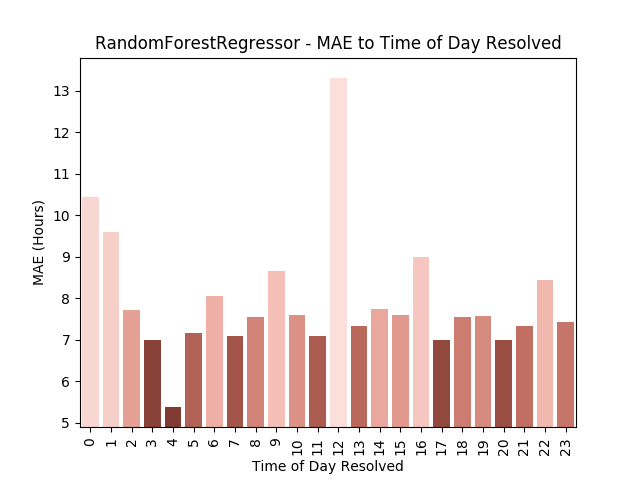 RandomForestRegressor - MAE to Time of Day Resolved
MAE (Hours)
13
12
11
10
9
8
7
6
5
0 1 2 3 4 5 6 7 8 9 10 11 12 13 14 15 16 17 18 19 20 21 22 23
Time of Day Resolved